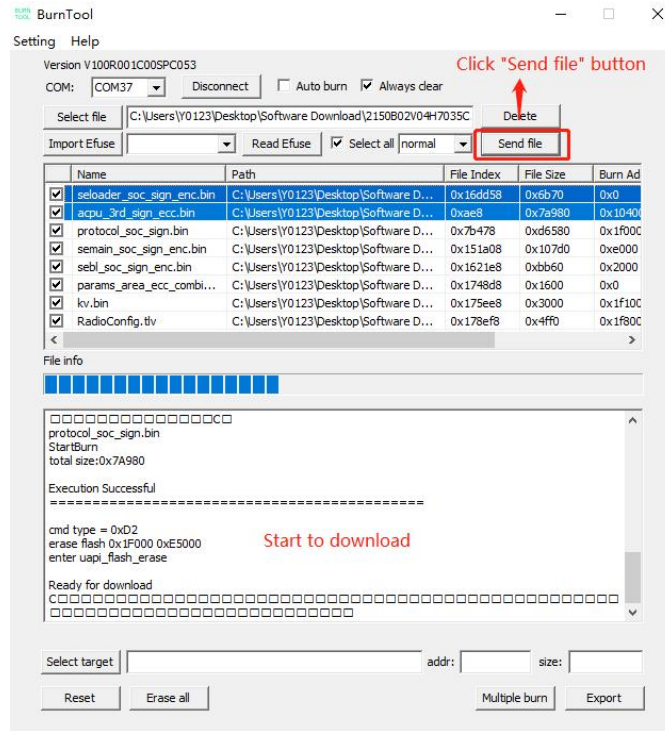 BURN TOOL BurnTool
Setting Help
Version V100R001C00SPC053
Click "Send file" button
COM: COM37 Disconnect Auto burn Always clear
Select file C:\Users\Y0123\Desktop\Software Download\2150B02V04H7035C Delete
Import Efuse Read Efuse Select all normal Send file
Name Path File Index File Size Burn Ad
seloader_soc_sign_enc.bin C:\Users\Y0123\Desktop\Software D... 0x16dd58 0x6b70 0x0
acpu_3rd_sign_ecc.bin C:\Users\Y0123\Desktop\Software D... 0xae8 0x7a980 0x10400
protocol_soc_sign.bin C:\Users\Y0123\Desktop\Software D... 0x7b478 0xd6580 0x1f000
semain_soc_sign_enc.bin C:\Users\Y0123\Desktop\Software D... 0x151a08 0x107d0 0xe000
sebl_soc_sign_enc.bin C:\Users\Y0123\Desktop\Software D... 0x1621e8 0xbb60 0x2000
params_area_ecc_combi... C:\Users\Y0123\Desktop\Software D... 0x1748d8 0x1600 0x0
kv.bin C:\Users\Y0123\Desktop\Software D... 0x175ee8 0x3000 0x1f100
RadioConfig.tlv C:\Users\Y0123\Desktop\Software D... 0x178ef8 0x4ff0 0x1f800
File info
□□□□□□□□□□□□□□C□
protocol_soc_sign.bin
StartBurn
total size:0x7A980
Execution Successful
============================================
cmd type = 0xD2
erase flash 0x1F000 0xE5000
enter uapi_flash_erase
Start to download
Ready for download
C□□□□□□□□□□□□□□□□□□□□□□□□□□□□□□□□□□□□□□□□□□□□□□□
□□□□□□□□□□□□□□□□□□□□□□□□□□
Select target addr: size:
Reset Erase all Multiple burn Export